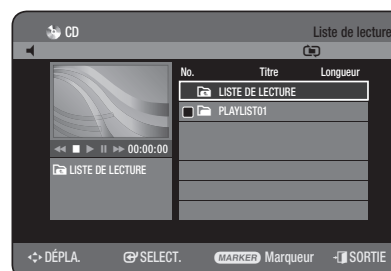 CD Liste de lecture
No. Titre Longueur
LISTE DE LECTURE
PLAYLIST01
00:00:00
LISTE DE LECTURE
DÉPLA. SELECT. MARKER Marqueur SORTIE